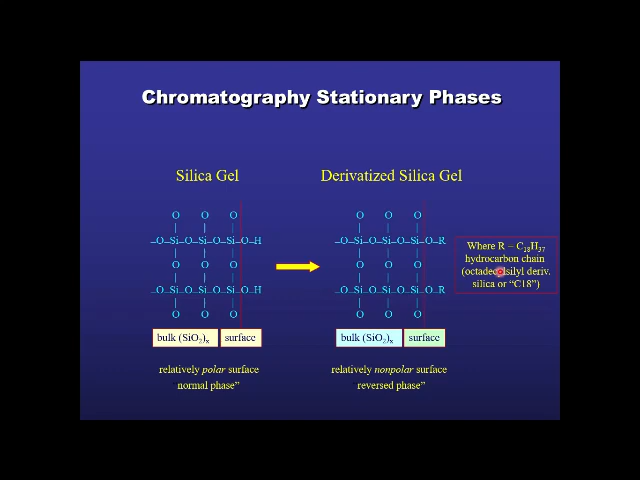 Chromatography Stationary Phases
Silica Gel
Derivatized Silica Gel
O O O
–O–Si–O–Si–O–Si–O–H
O O O
–O–Si–O–Si–O–Si–O–H
O O O
bulk (SiO2)x surface
relatively polar surface
normal phase”
O O O
–O–Si–O–Si–O–Si–O–R
O O O
–O–Si–O–Si–O–Si–O–R
O O O
bulk (SiO2)x surface
relatively nonpolar surface
reversed phase”
Where R = C18H37
hydrocarbon chain
silyl deriv.
silica or “C18”)